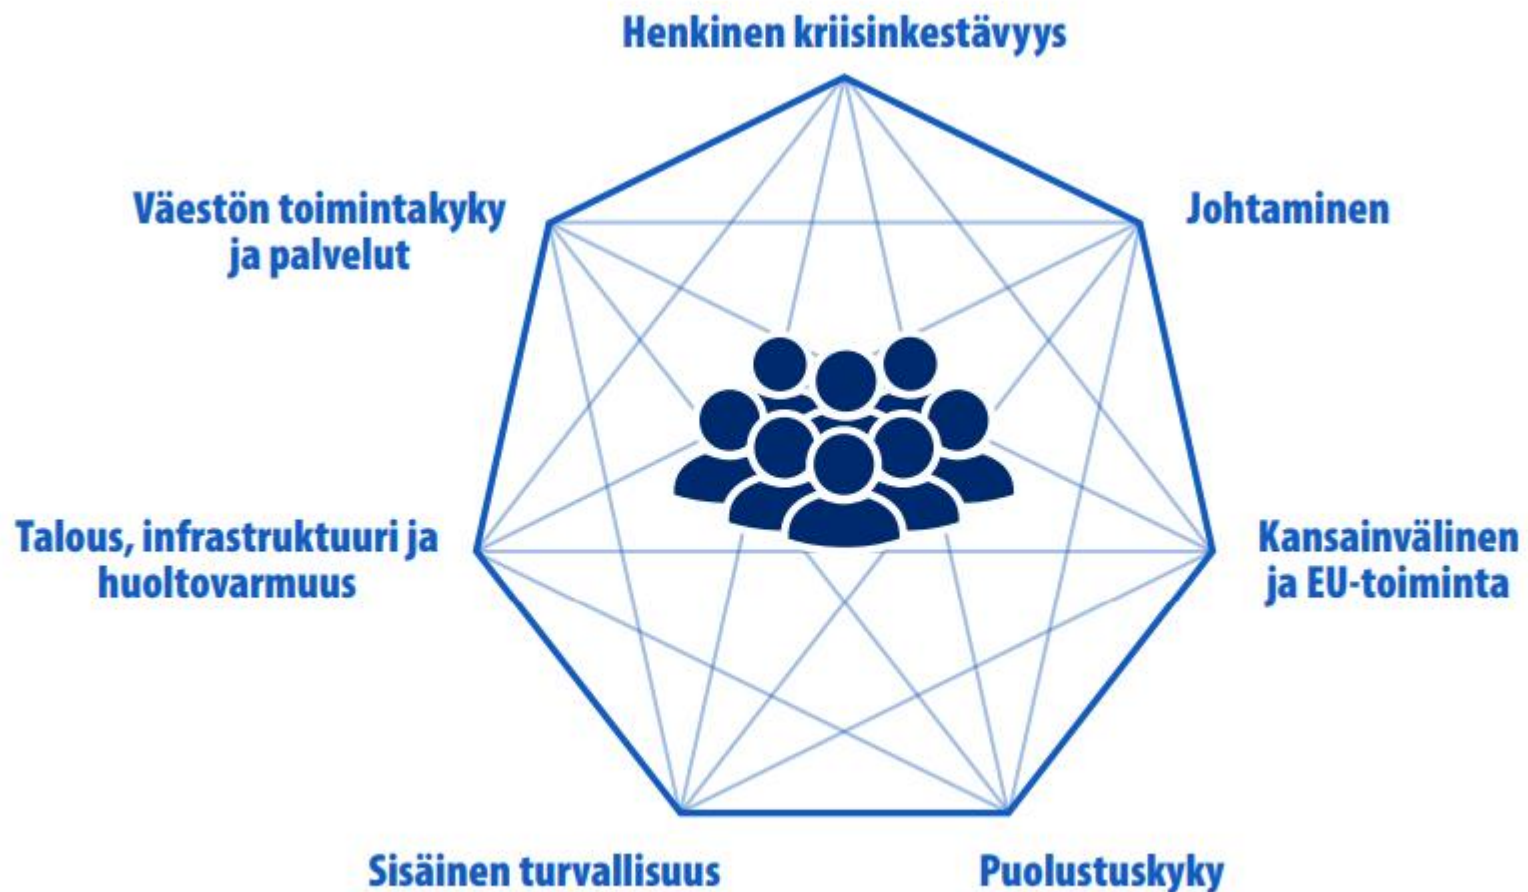 Henkinen kriisinkestävyys
Väestön toimintakyky
ja palvelut
Johtaminen
Talous, infrastruktuuri ja
huoltovarmuus
Kansainvälinen
ja EU-toiminta
Sisäinen turvallisuus
Puolustuskyky